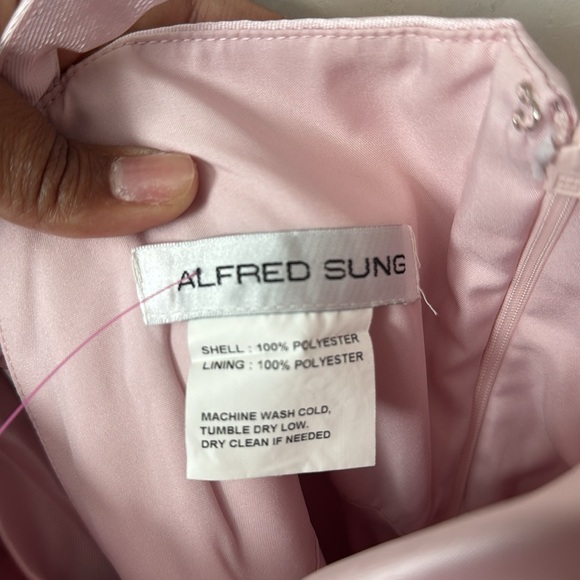 ALFRED SUNG
SHELL : 100% POLYESTER
LINING : 100% POLYESTER
MACHINE WASH COLD,
TUMBLE DRY LOW.
DRY CLEAN IF NEEDED